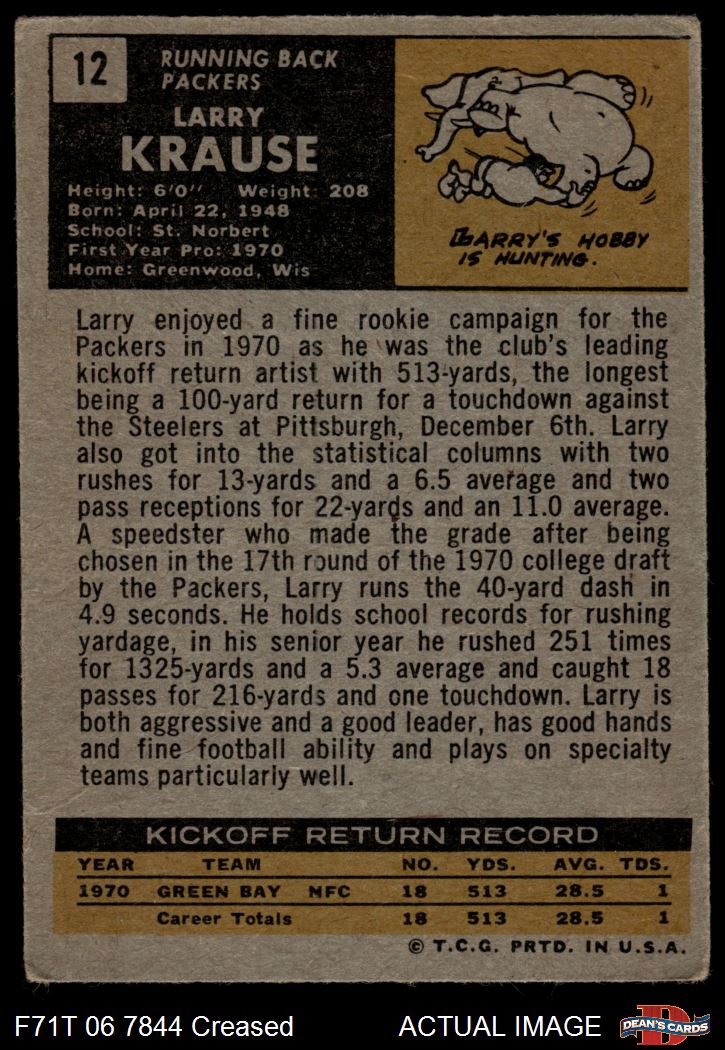 12
RUNNING BACK
PACKERS
LARRY
KRAUSE
Height: 6'0" Weight: 208
Born: April 22, 1948
School: St. Norbert
First Year Pro: 1970
Home: Greenwood, Wis
LARRY'S HOBBY
IS HUNTING.
Larry enjoyed a fine rookie campaign for the
Packers in 1970 as he was the club's leading
kickoff return artist with 513-yards, the longest
being a 100-yard return for a touchdown against
the Steelers at Pittsburgh, December 6th. Larry
also got into the statistical columns with two
rushes for 13-yards and a 6.5 average and two
pass receptions for 22-yards and an 11.0 average.
A speedster who made the grade after being
chosen in the 17th round of the 1970 college draft
by the Packers, Larry runs the 40-yard dash in
4.9 seconds. He holds school records for rushing
yardage, in his senior year he rushed 251 times
for 1325-yards and a 5.3 average and caught 18
passes for 216-yards and one touchdown. Larry is
both aggressive and a good leader, has good hands
and fine football ability and plays on specialty
teams particularly well.
KICKOFF RETURN RECORD
YEAR TEAM NO. YDS. AVG. TDS.
1970 GREEN BAY NFC 18 513 28.5 1
Career Totals 18 513 28.5 1
© T.C.G. PRTD. IN U.S.A.
F71T 06 7844 Creased ACTUAL IMAGE D DEAN'S CARDS